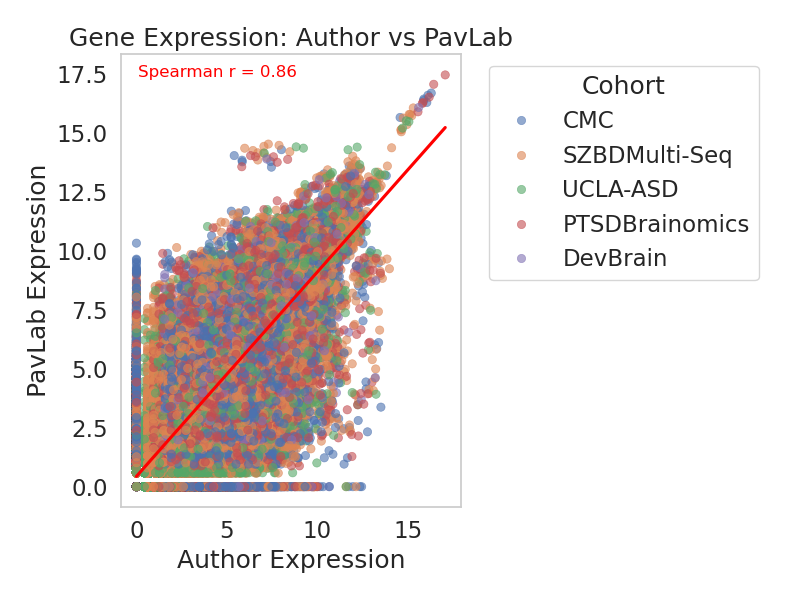 Gene Expression: Author vs PavLab
Spearman r = 0.86
17.5
15.0
12.5
10.0
7.5
5.0
2.5
0.0
PavLab Expression
0 5 10 15
Author Expression
Cohort
CMC
SZBDMulti-Seq
UCLA-ASD
PTSDBrainomics
DevBrain